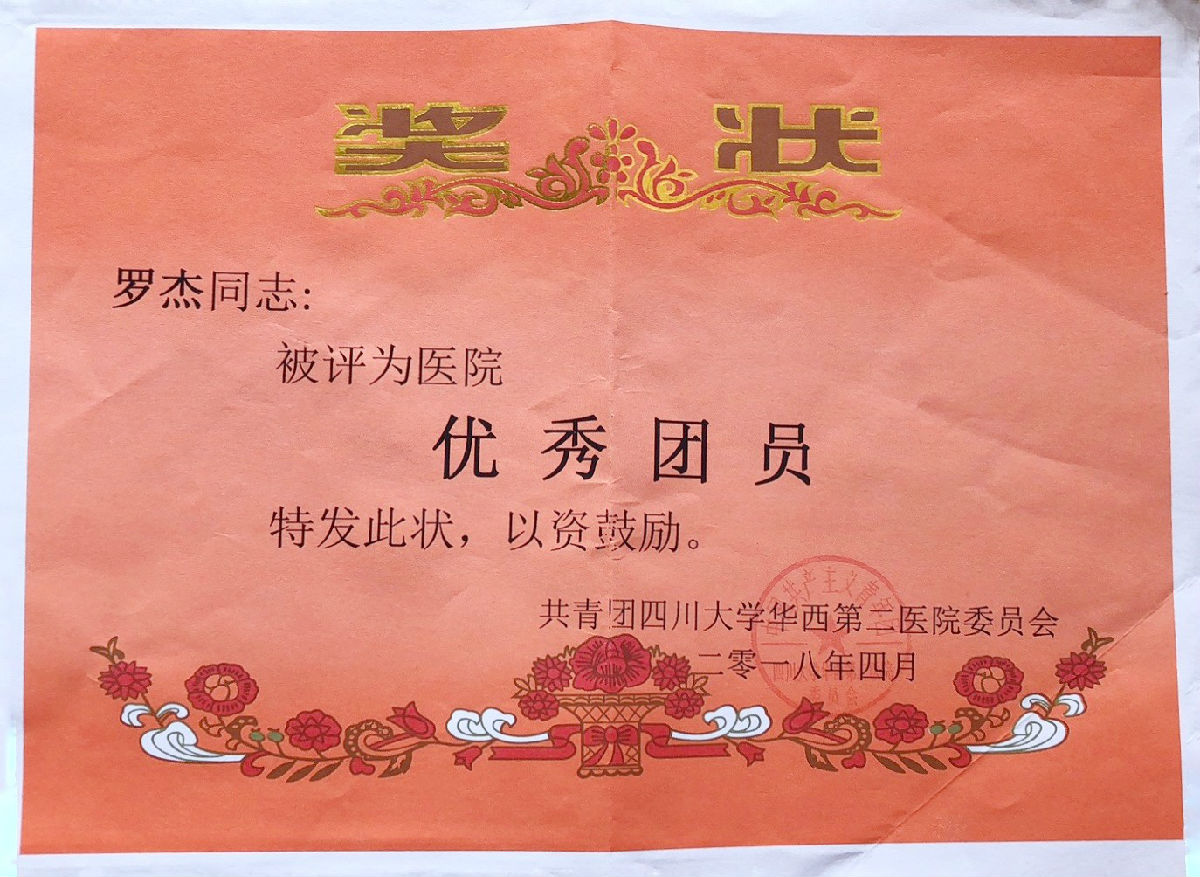 奖状
罗杰同志:
被评为医院
优秀团员
特发此状，以资鼓励。
共青团四川大学华西第二医院委员会
二零一八年四月